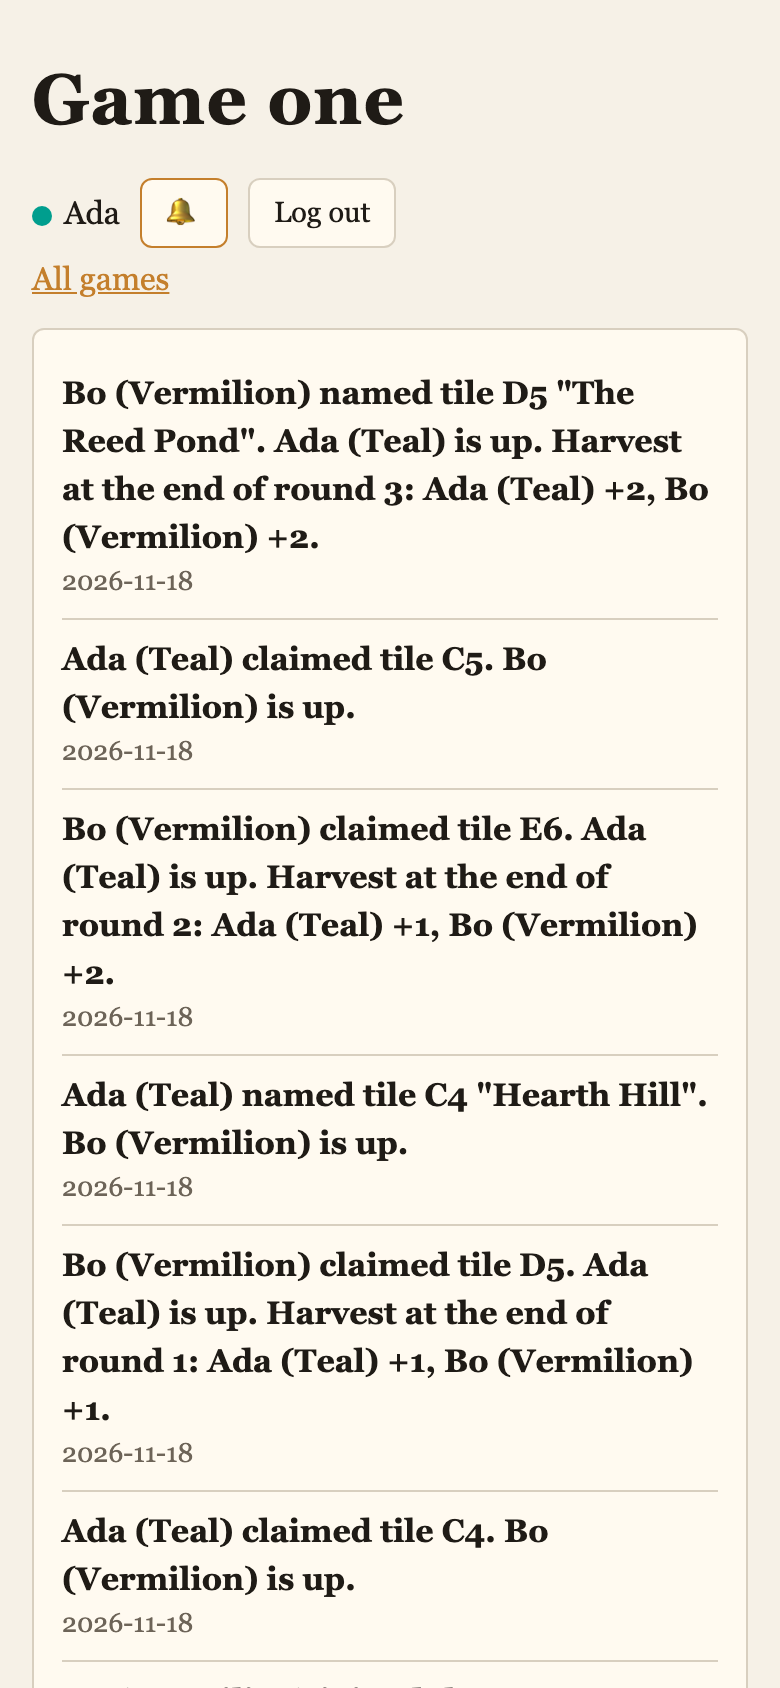 Game one
Ada
Log out
All games
Bo (Vermilion) named tile D5 "The
Reed Pond". Ada (Teal) is up. Harvest
at the end of round 3: Ada (Teal) +2, Bo
(Vermilion) +2.
2026-11-18
Ada (Teal) claimed tile C5. Bo
(Vermilion) is up.
2026-11-18
Bo (Vermilion) claimed tile E6. Ada
(Teal) is up. Harvest at the end of
round 2: Ada (Teal) +1, Bo (Vermilion)
+2.
2026-11-18
Ada (Teal) named tile C4 "Hearth Hill".
Bo (Vermilion) is up.
2026-11-18
Bo (Vermilion) claimed tile D5. Ada
(Teal) is up. Harvest at the end of
round 1: Ada (Teal) +1, Bo (Vermilion)
+1.
2026-11-18
Ada (Teal) claimed tile C4. Bo
(Vermilion) is up.
2026-11-18